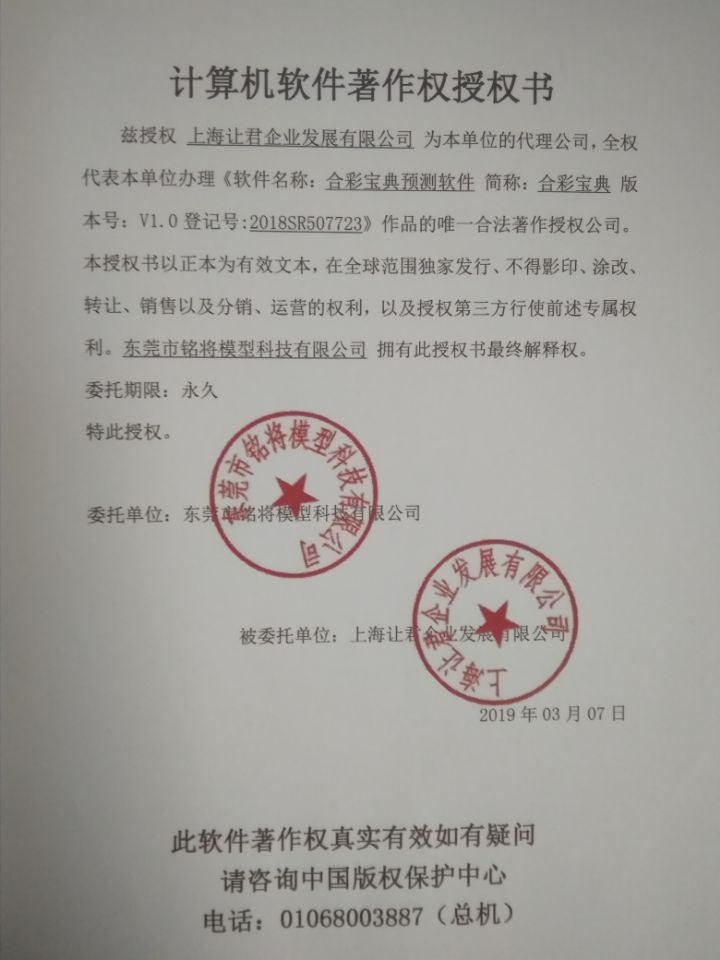 计算机软件著作权授权书
兹授权 上海让君企业发展有限公司 为本单位的代理公司,全权
代表本单位办理《软件名称:合彩宝典预测软件 简称:合彩宝典 版
本号:V1.0 登记号:2018SR507723》作品的唯一合法著作授权公司。
本授权书以正本为有效文本,在全球范围独家发行、不得影印、涂改、
转让、销售以及分销、运营的权利,以及授权第三方行使前述专属权
利。东莞市铭将模型科技有限公司 拥有此授权书最终解释权。
委托期限:永久
特此授权。
东莞市铭将模型科技有限公司
委托单位:东莞市铭将模型科技有限公司
上海让君企业发展有限公司
被委托单位:上海让君企业发展有限公司
2019 年 03 月 07 日
此软件著作权真实有效如有疑问
请咨询中国版权保护中心
电话:01068003887(总机)